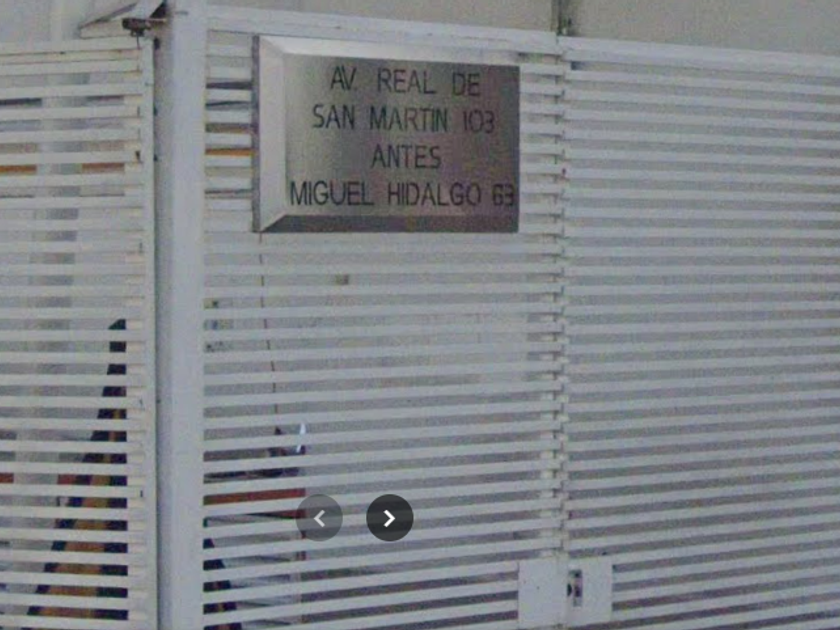 AV. REAL DE
SAN MARTIN 103
ANTES
MIGUEL HIDALGO 63